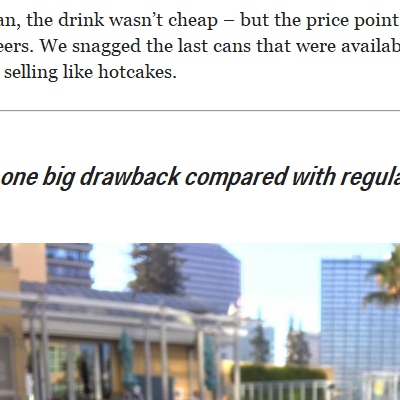 an, the drink wasn’t cheap – but the price point
eers. We snagged the last cans that were availab
selling like hotcakes.
one big drawback compared with regula